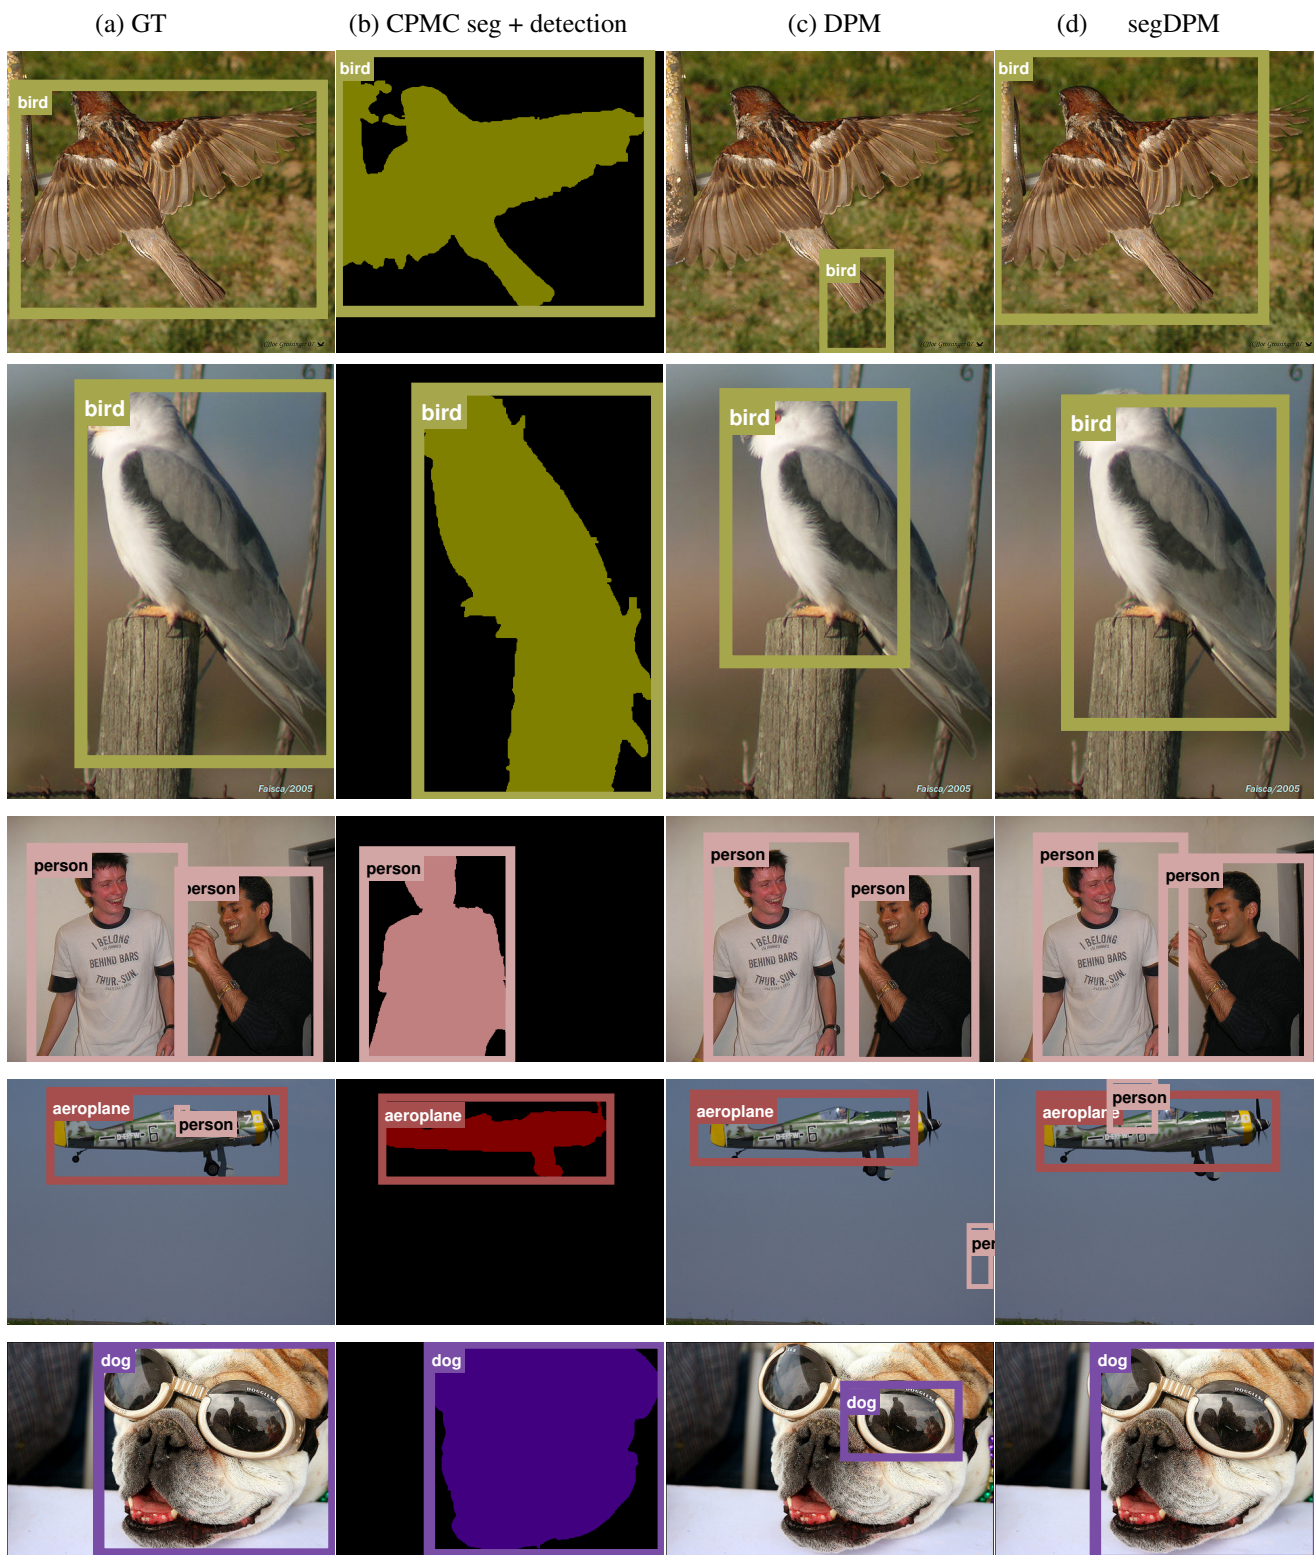 (a) GT (b) CPMC seg + detection (c) DPM (d) segDPM
bird bird bird bird
bird bird bird bird
Faisca/2005 Faisca/2005 Faisca/2005
person person person person person person person
I BELONG I BELONG I BELONG
BEHIND BARS BEHIND BARS BEHIND BARS
THUR.-SUN. THUR.-SUN. THUR.-SUN.
aeroplane person aeroplane aeroplane per aeroplane person
dog dog dog dog